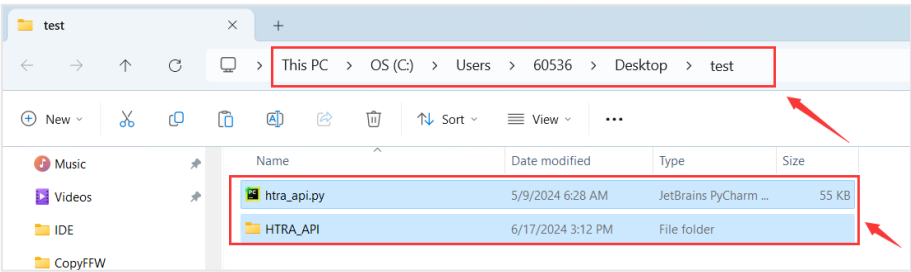 test
This PC > OS (C:) > Users > 60536 > Desktop > test
New Sort View
Name Date modified Type Size
Music
Videos
IDE
CopyFFW
htra_api.py 5/9/2024 6:28 AM JetBrains PyCharm ... 55 KB
HTRA_API 6/17/2024 3:12 PM File folder